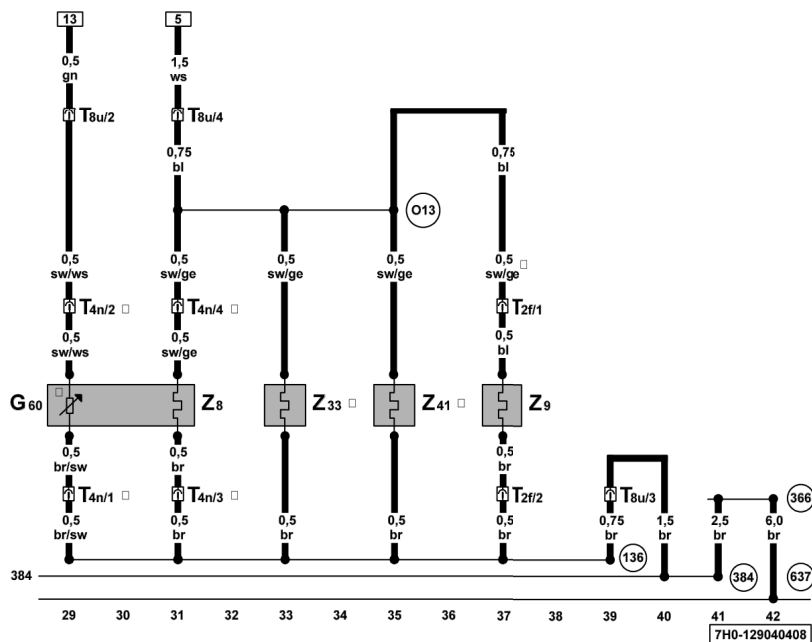 13 5
0,5 1,5
gn ws
T8u/2 T8u/4
0,75 0,75
bl bl
O13
0,5 0,5 0,5 0,5 0,5
sw/ws sw/ge sw/ge sw/ge sw/ge
T4n/2 T4n/4 T2f/1
0,5 0,5 0,5
sw/ws sw/ge bl
G60 Z8 Z33 Z41 Z9
0,5 0,5 0,5
br/sw br br
T4n/1 T4n/3 T2f/2 T8u/3 366
0,5 0,5 0,5 0,5 0,5 0,75 1,5 2,5 6,0
br/sw br br br br br br br br
136
384 384 637
29 30 31 32 33 34 35 36 37 38 39 40 41 42
7H0-129040408